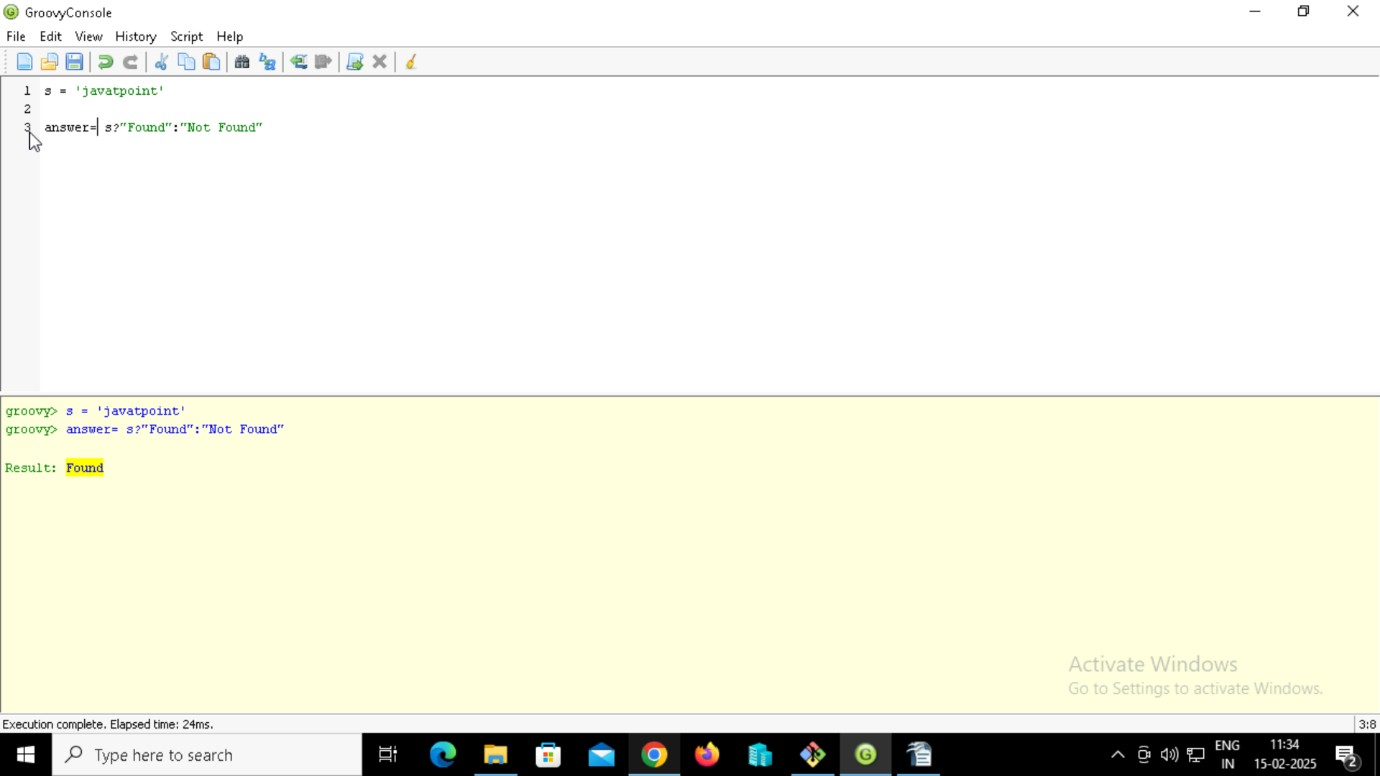 GroovyConsole
File Edit View History Script Help
1 s = 'javatpoint'
2
3 answer= s?"Found":"Not Found"
groovy> s = 'javatpoint'
groovy> answer= s?"Found":"Not Found"
Result: Found
Activate Windows
Go to Settings to activate Windows.
Execution complete. Elapsed time: 24ms.
3:8
Type here to search
ENG
IN
11:34
15-02-2025
2